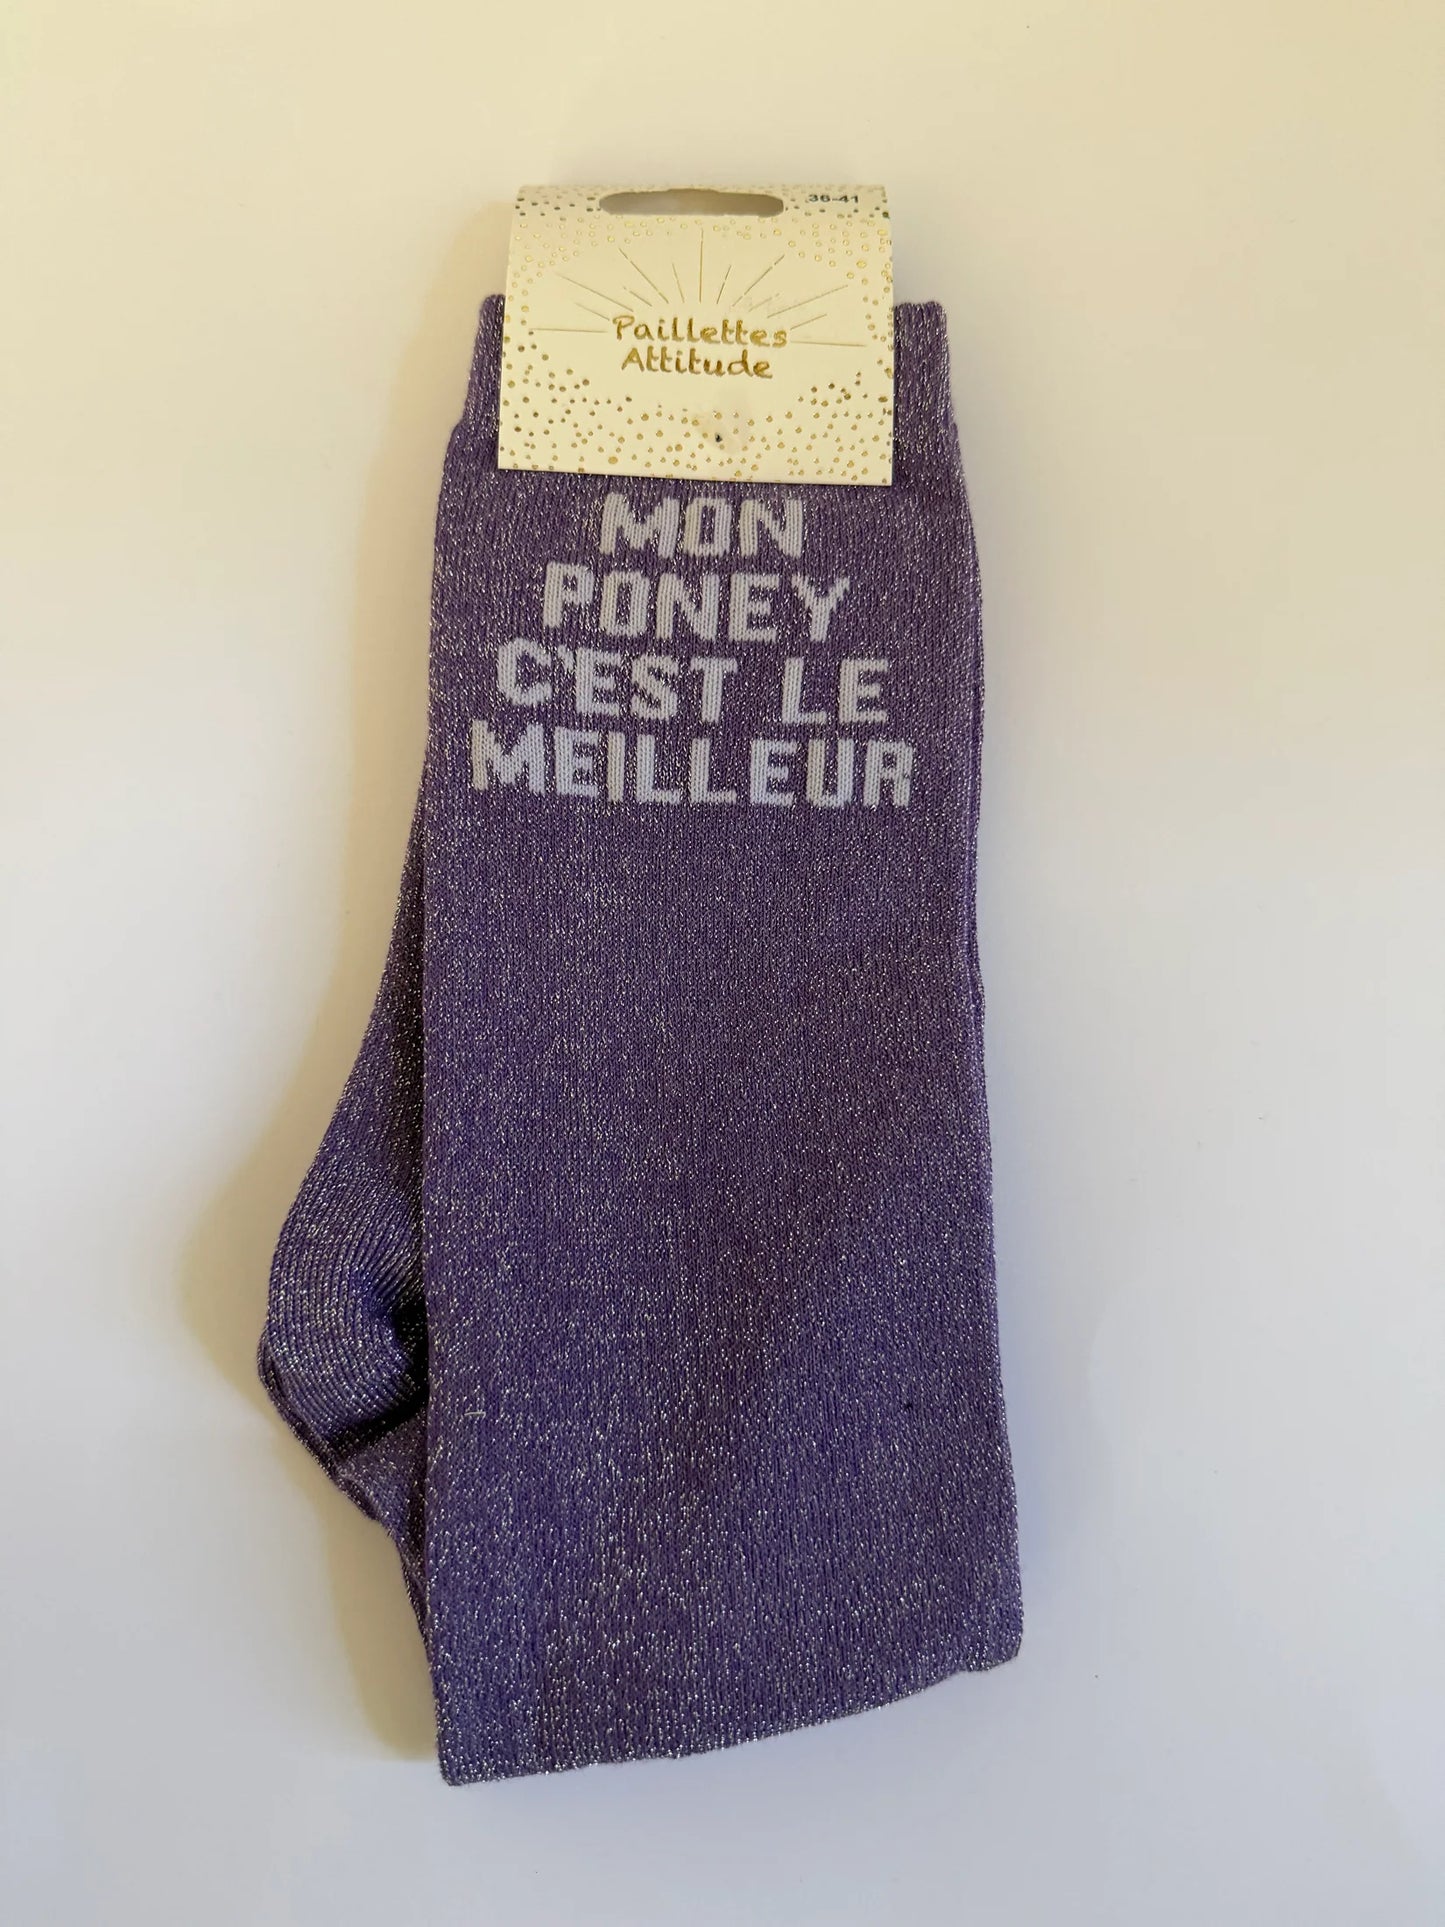 36-41
Paillettes
Attitude
MON
PONEY
C'EST LE
MEILLEUR